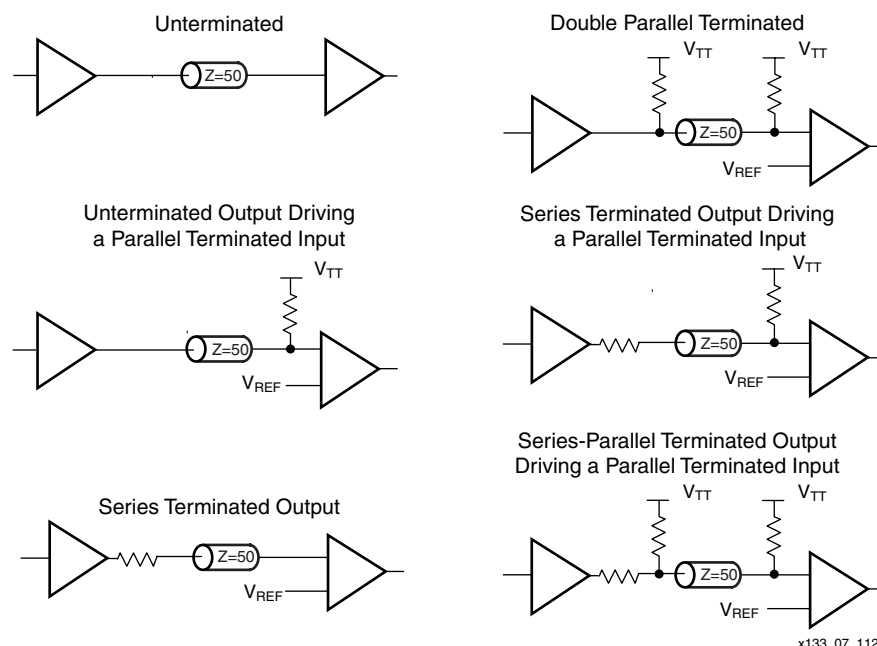 Unterminated
Z=50
Double Parallel Terminated
VTT
VTT
Z=50
VREF
Unterminated Output Driving
a Parallel Terminated Input
VTT
Z=50
VREF
Series Terminated Output Driving
a Parallel Terminated Input
VTT
Z=50
VREF
Series Terminated Output
Z=50
VREF
Series-Parallel Terminated Output
Driving a Parallel Terminated Input
VTT
VTT
Z=50
VREF
x133_07_112